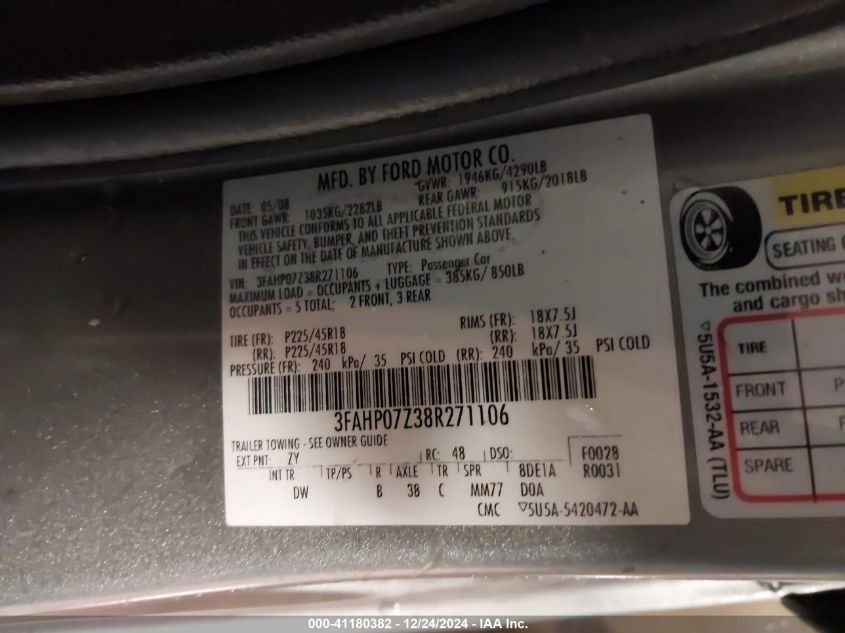 MFD. BY FORD MOTOR CO.
DATE: 05/08 GVWR: 1946KG/4290LB
FRONT GAWR: 1035KG/2282LB REAR GAWR: 915KG/2018LB
THIS VEHICLE CONFORMS TO ALL APPLICABLE FEDERAL MOTOR
VEHICLE SAFETY, BUMPER, AND THEFT PREVENTION STANDARDS
IN EFFECT ON THE DATE OF MANUFACTURE SHOWN ABOVE.
VIN: 3FAHP07Z38R271106 TYPE: Passenger Car
MAXIMUM LOAD = OCCUPANTS + LUGGAGE = 385KG/ 850LB
OCCUPANTS = 5 TOTAL; 2 FRONT, 3 REAR
TIRE (FR): P225/45R18 RIMS (FR): 18X7.5J
(RR): P225/45R18 (RR): 18X7.5J
PRESSURE (FR): 240 kPa/ 35 PSI COLD (RR): 240 kPa/ 35 PSI COLD
3FAHP07Z38R271106
TRAILER TOWING - SEE OWNER GUIDE
EXT PNT: ZY RC: 48 DSO: F0028
INT TR TP/PS R AXLE TR SPR 8DE1A R0031
DW B 38 C MM77 DOA
CMC ▽5U5A-5420472-AA
TIRE
SEATING
The combined
and cargo
▽5U5A-1532-AA (TLU)
TIRE
FRONT P
REAR
SPARE
000-41180382 - 12/24/2024 - IAA Inc.